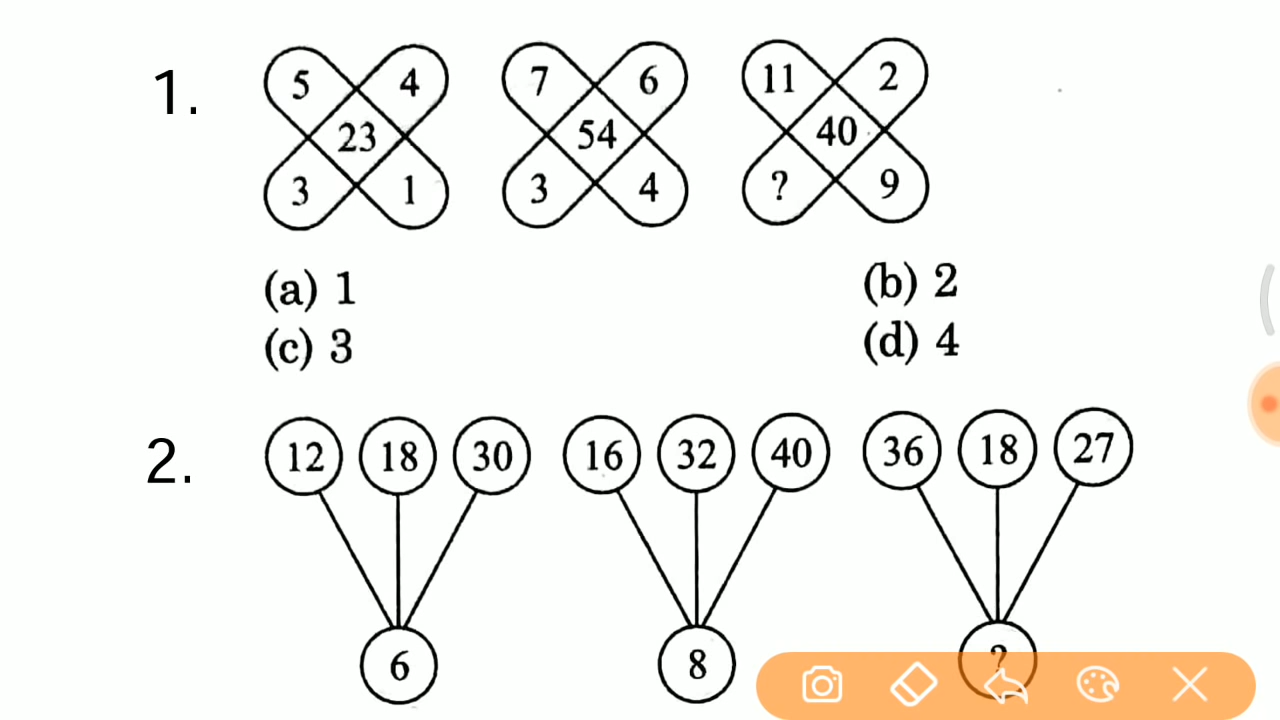 1.
5 4 7 6 11 2
23 54 40
3 1 3 4 ? 9
(a) 1 (b) 2
(c) 3 (d) 4
2.
12 18 30 16 32 40 36 18 27
6 8 ?